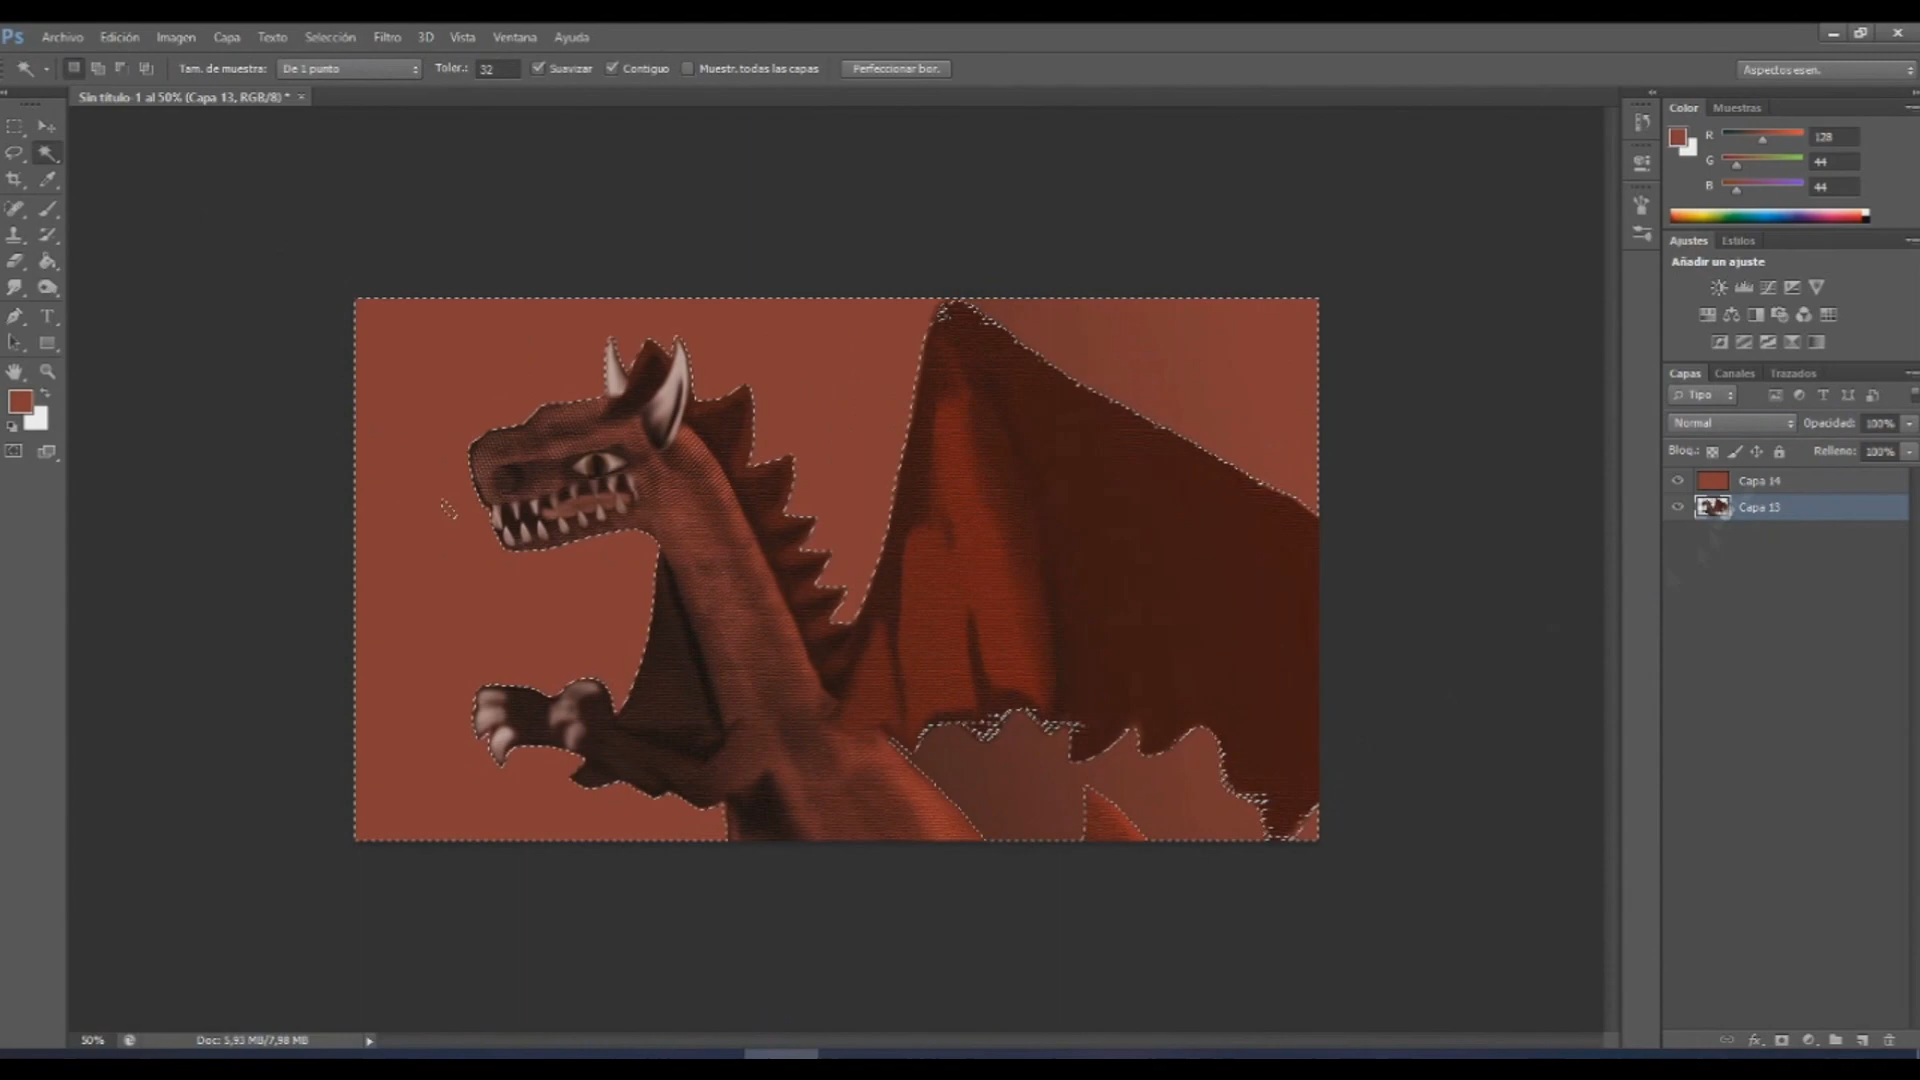 Ps Archivo Edición Imagen Capa Texto Selección Filtro 3D Vista Ventana Ayuda
Tam. de muestra: De 1 punto Toler.: 32 Suavizar Contiguo Muestr. todas las capas Perfeccionar bor. Aspectos esen.
Sin título-1 al 50% (Capa 13, RGB/8) * ×
Color Muestras
R 128
G 44
B 44
Ajustes Estilos
Añadir un ajuste
Capas Canales Trazados
Tipo
Normal Opacidad: 100%
Bloq.: Relleno: 100%
Capa 14
Capa 13
50% Doc: 5,93 MB/7,98 MB